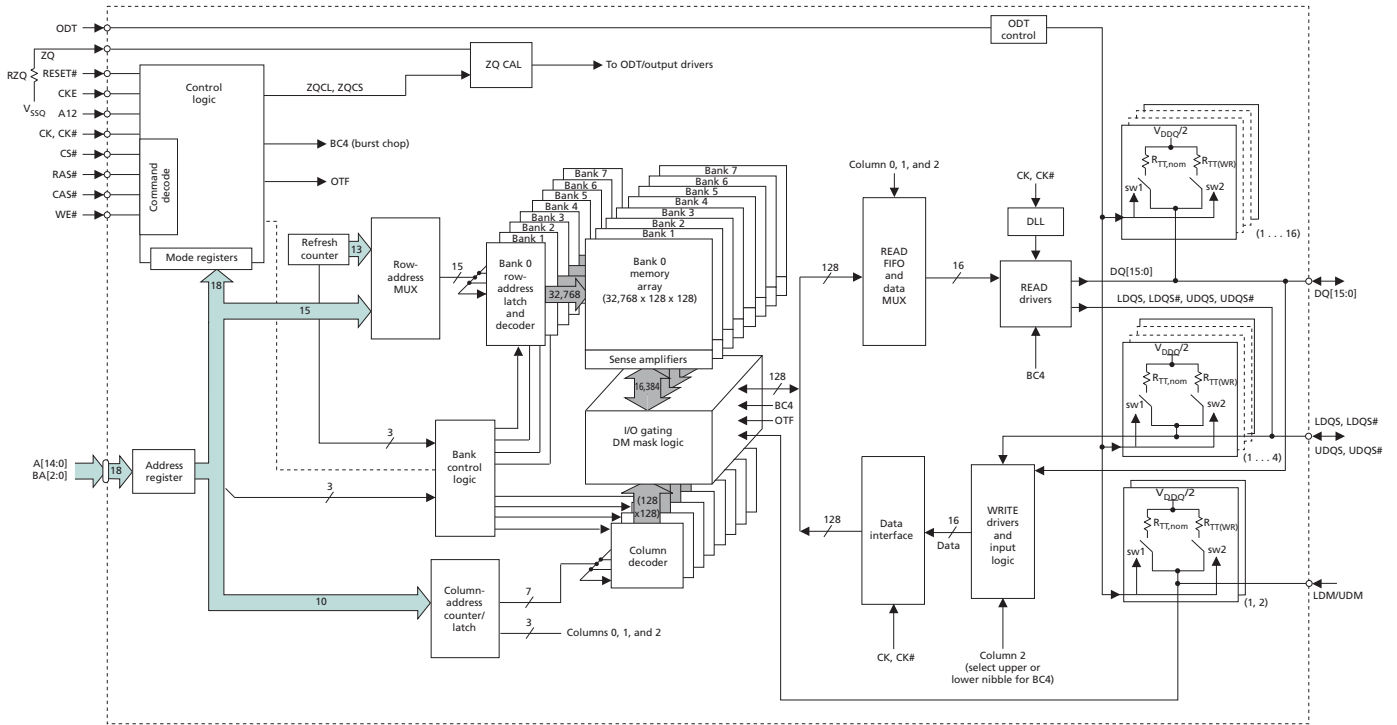 ODT
ODT
control
ZQ
RZQ
VSSQ
RESET#
CKE
A12
CK, CK#
CS#
RAS#
CAS#
WE#
Control
logic
Command
decode
Mode registers
ZQCL, ZQCS
ZQ CAL
To ODT/output drivers
BC4 (burst chop)
OTF
Refresh
counter
13
Row-
address
MUX
15
18
15
Bank 7
Bank 6
Bank 5
Bank 4
Bank 3
Bank 2
Bank 1
Bank 0
row-
address
latch
and
decoder
32,768
Bank 7
Bank 6
Bank 5
Bank 4
Bank 3
Bank 2
Bank 1
Bank 0
memory
array
(32,768 x 128 x 128)
Sense amplifiers
16,384
I/O gating
DM mask logic
128
BC4
OTF
(128
x128)
Column
decoder
3
3
Bank
control
logic
A[14:0]
BA[2:0]
18
Address
register
10
Column-
address
counter/
latch
7
3
Columns 0, 1, and 2
Column 0, 1, and 2
128
READ
FIFO
and
data
MUX
16
CK, CK#
DLL
READ
drivers
BC4
DQ[15:0]
LDQS, LDQS#, UDQS, UDQS#
128
Data
interface
CK, CK#
16
Data
WRITE
drivers
and
input
logic
Column 2
(select upper or
lower nibble for BC4)
VDDQ/2
RTT,nom
RTT(WR)
sw1
sw2
(1 . . . 16)
DQ[15:0]
VDDQ/2
RTT,nom
RTT(WR)
sw1
sw2
(1 . . . 4)
LDQS, LDQS#
UDQS, UDQS#
VDDQ/2
RTT,nom
RTT(WR)
sw1
sw2
(1, 2)
LDM/UDM